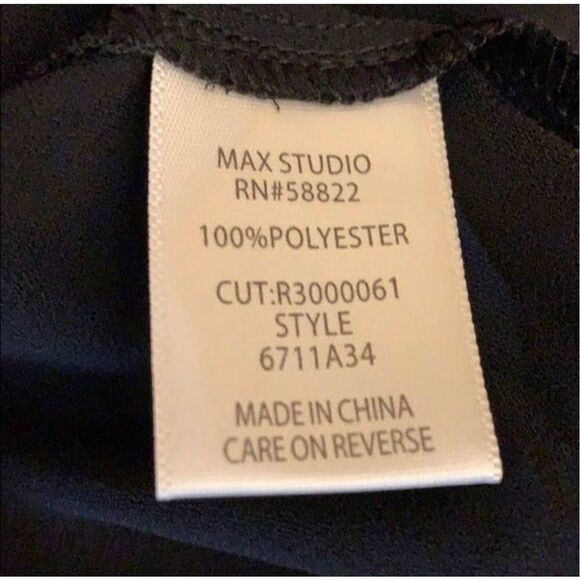 MAX STUDIO
RN#58822
100%POLYESTER
CUT:R3000061
STYLE
6711A34
MADE IN CHINA
CARE ON REVERSE